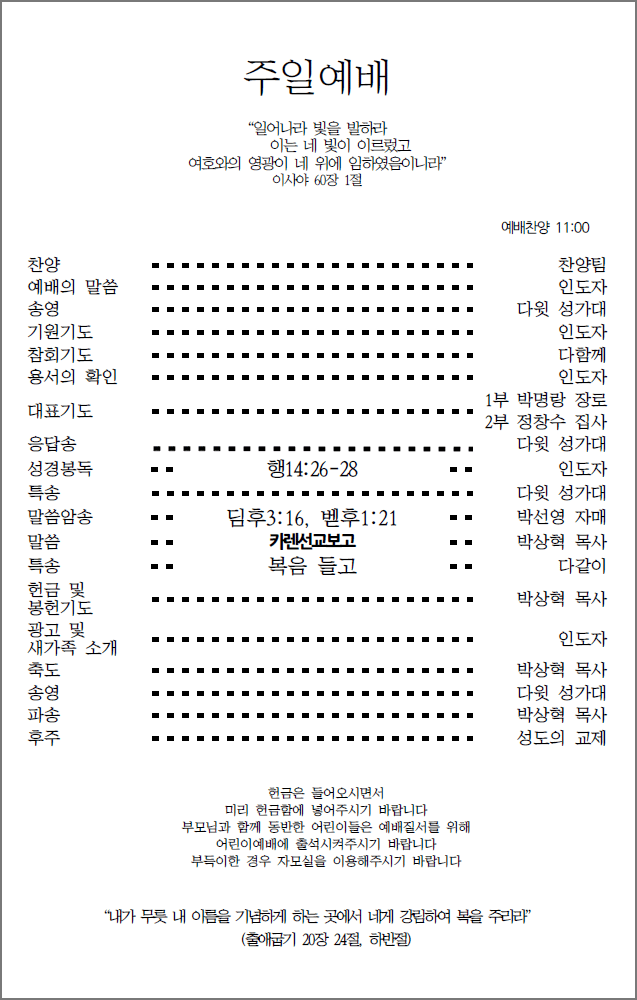 주일예배
“일어나라 빛을 발하라
이는 네 빛이 이르렀고
여호와의 영광이 네 위에 임하였음이니라”
이사야 60장 1절
예배찬양 11:00
찬양 찬양팀
예배의 말씀 인도자
송영 다윗 성가대
기원기도 인도자
참회기도 다함께
용서의 확인 인도자
대표기도 1부 박명랑 장로
2부 정창수 집사
응답송 다윗 성가대
성경봉독 행14:26-28 인도자
특송 다윗 성가대
말씀암송 딤후3:16, 벧후1:21 박선영 자매
말씀 카렌선교보고 박상혁 목사
특송 복음 들고 다같이
헌금 및
봉헌기도 박상혁 목사
광고 및
새가족 소개 인도자
축도 박상혁 목사
송영 다윗 성가대
파송 박상혁 목사
후주 성도의 교제
헌금은 들어오시면서
미리 헌금함에 넣어주시기 바랍니다
부모님과 함께 동반한 어린이들은 예배질서를 위해
어린이예배에 출석시켜주시기 바랍니다
부득이한 경우 자모실을 이용해주시기 바랍니다
“내가 무릇 내 이름을 기념하게 하는 곳에서 네게 강림하여 복을 주리라”
(출애굽기 20장 24절, 하반절)